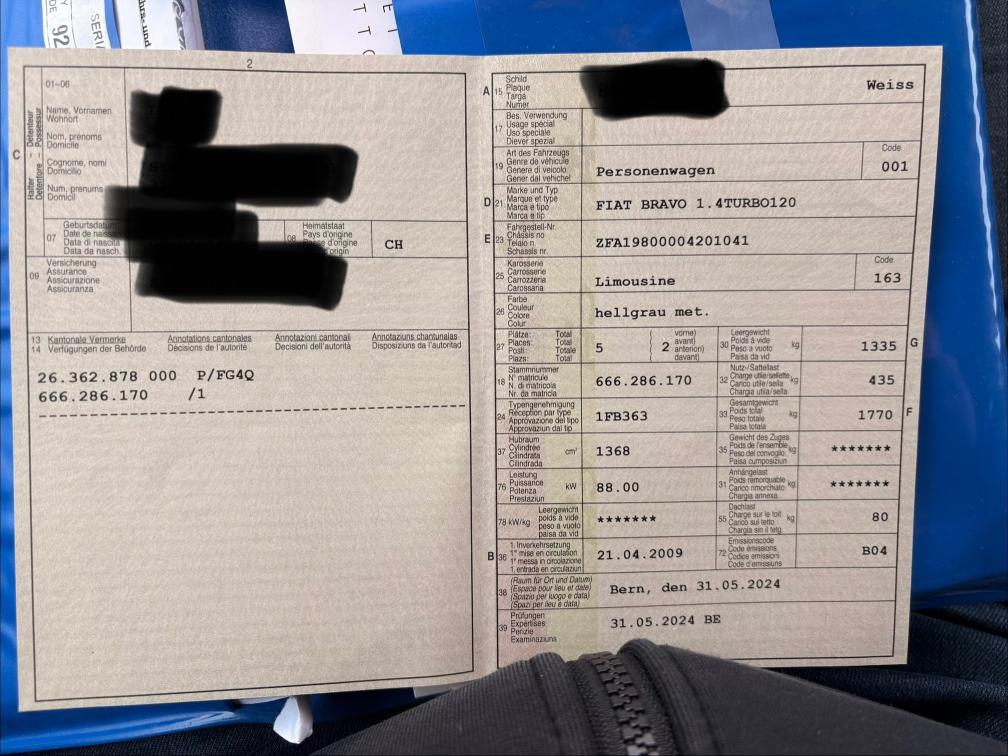 SERI
DE 92
hrs- und
E T
T T C
2
01-06
C
Halter – Detenteur
Detentore – Possessur
Name, Vornamen
Wohnort
Nom, prénoms
Domicile
Cognome, nomi
Domicilio
Num, prenums
Domicil
07
Geburtsdatum
Date de naiss
Data di nascita
Data da nasch.
08
Heimatstaat
Pays d'origine
d'origine
origin
CH
09
Versicherung
Assurance
Assicurazione
Assicuranza
13 Kantonale Vermerke Annotations cantonales Annotazioni cantonali Annotaziuns chantunalas
14 Verfügungen der Behörde Décisions de l'autorité Decisioni dell'autorità Disposiziuns da l'autoritad
26.362.878 000 P/FG4Q
666.286.170 /1
A 15
Schild
Plaque
Targa
Numer
Weiss
17
Bes. Verwendung
Usage spécial
Uso speciale
Diever spezial
19
Art des Fahrzeugs
Genre de véhicule
Genere di veicolo
Gener dal vehichel
Personenwagen
Code
001
D 21
Marke und Typ
Marque et type
Marca e tipo
Marca e tip
FIAT BRAVO 1.4TURBO120
E 23
Fahrgestell-Nr.
Châssis no
Telaio n.
Schassis nr.
ZFA19800004201041
25
Karosserie
Carrosserie
Carrozzeria
Carossaria
Limousine
Code
163
26
Farbe
Couleur
Colore
Colur
hellgrau met.
27
Plätze: Total
Places: Total
Posti: Totale
Plazs: Total
5
2
vorne)
avant)
anteriori)
davant)
30
Leergewicht
Poids à vide
Peso a vuoto
Paisa da vid
kg
1335
G
18
Stammnummer
N° matricule
N. di matricola
Nr. da matricla
666.286.170
32
Nutz-/Sattellast
Charge utile/sellette
Carico utile/sella
Chargia utila/sella
kg
435
24
Typengenehmigung
Réception par type
Approvazione del tipo
Approvaziun dal tip
1FB363
33
Gesamtgewicht
Poids total
Peso totale
Paisa totala
kg
1770
F
37
Hubraum
Cylindrée
Cilindrata
Cilindrada
cm³
1368
35
Gewicht des Zuges
Poids de l'ensemble
Peso del convoglio
Paisa cumposiziun
kg
*******
76
Leistung
Puissance
Potenza
Prestaziun
kW
88.00
31
Anhängelast
Poids remorquable
Carico rimorchiato
Chargia annexa
kg
*******
78 kW/kg
Leergewicht
poids à vide
peso a vuoto
paisa da vid
*******
55
Dachlast
Charge sur le toit
Carico sul tetto
Chargia sin il tetg
kg
80
B 36
1. Inverkehrsetzung
1re mise en circulation
1a messa in circolazione
1. entrada en circulaziun
21.04.2009
72
Emissionscode
Code émissions
Codice emissioni
Code d'emissiuns
B04
38
(Raum für Ort und Datum)
(Espace pour lieu et date)
(Spazio per luogo e data)
(Spazi per lieu e data)
Bern, den 31.05.2024
39
Prüfungen
Expertises
Perizie
Examinaziuns
31.05.2024 BE